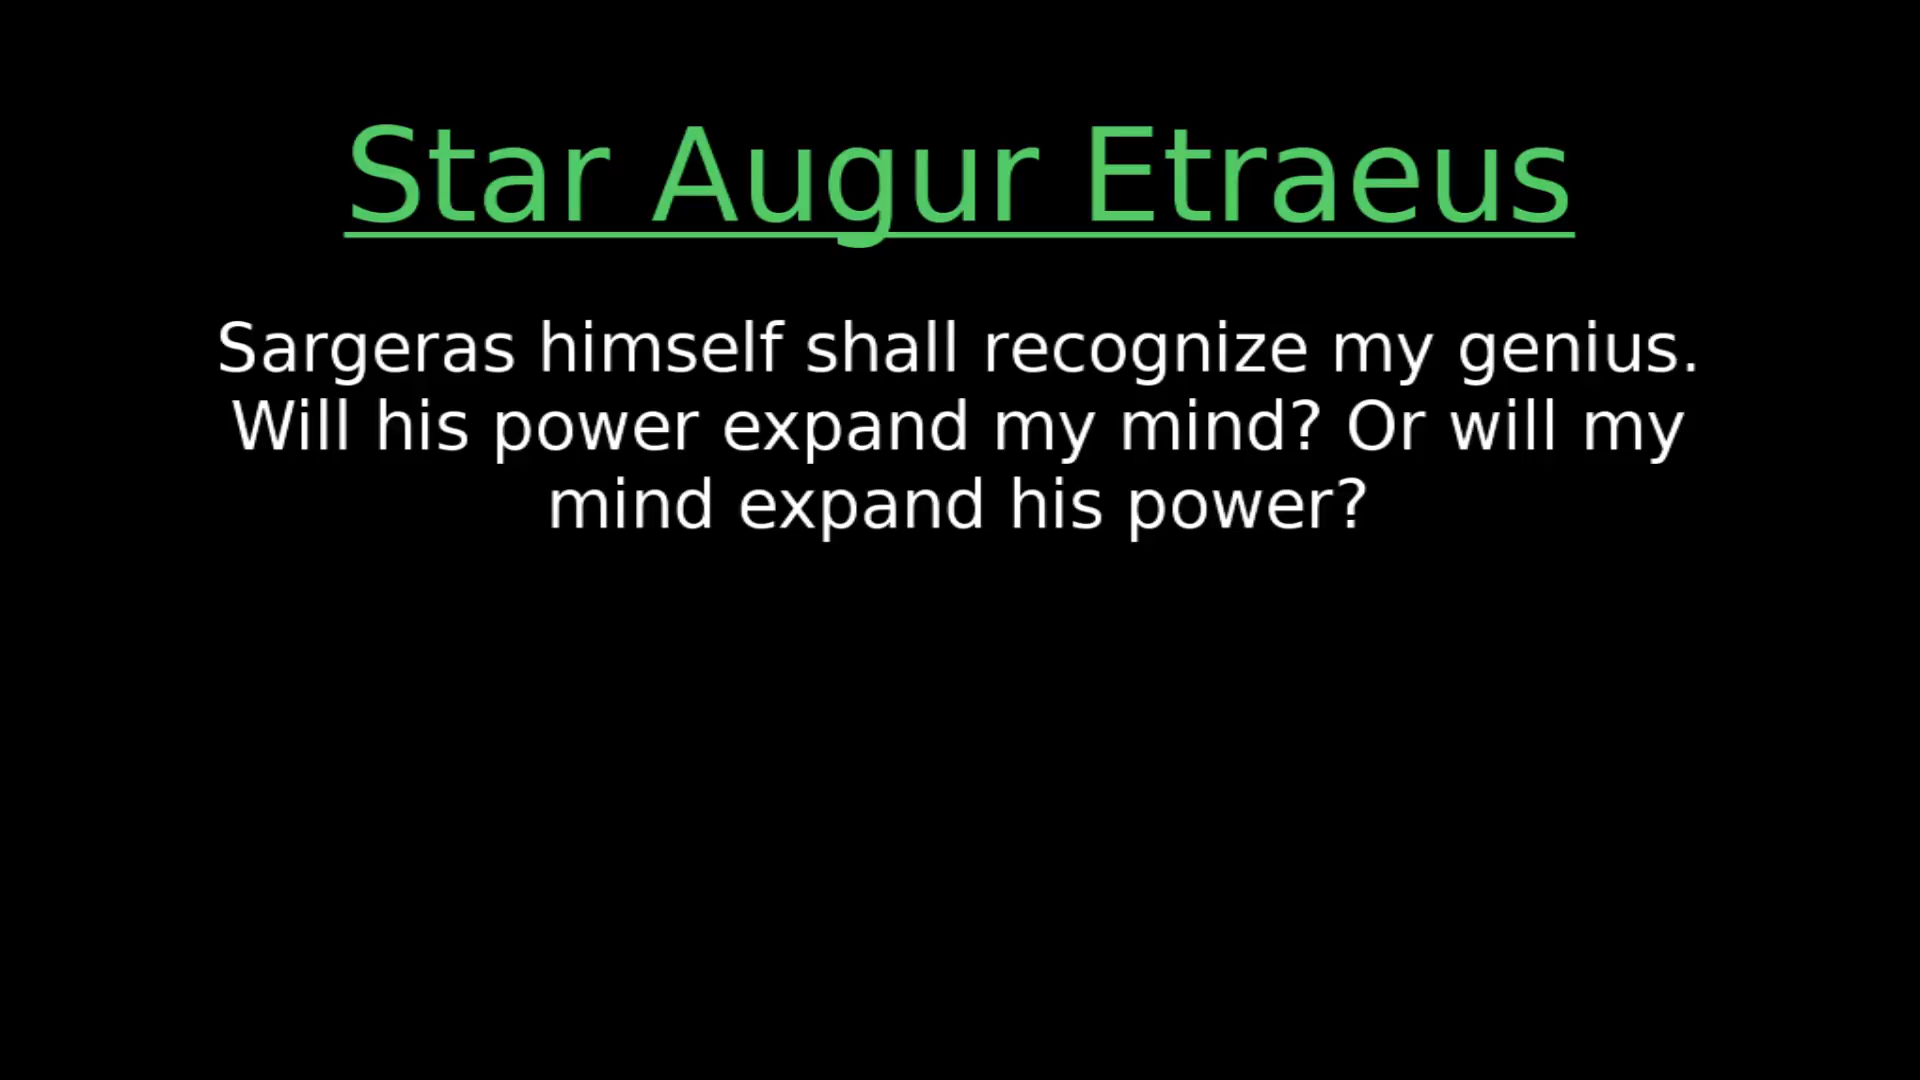 Star Augur Etraeus
Sargeras himself shall recognize my genius.
Will his power expand my mind? Or will my
mind expand his power?